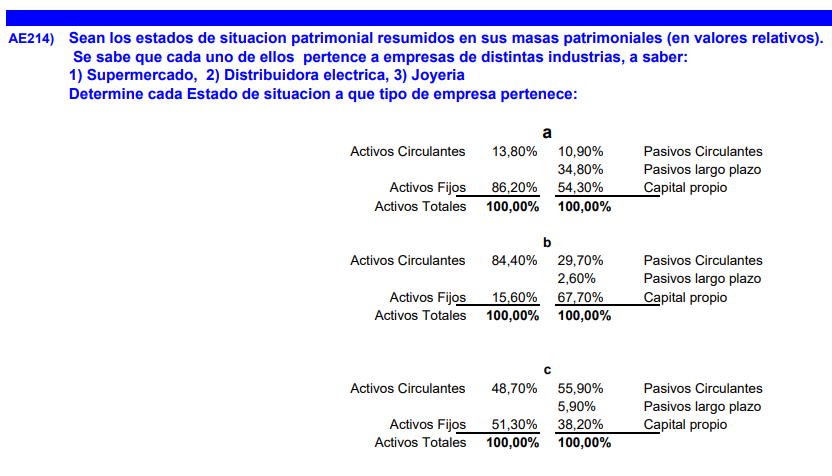 AE214) Sean los estados de situacion patrimonial resumidos en sus masas patrimoniales (en valores relativos).
Se sabe que cada uno de ellos pertence a empresas de distintas industrias, a saber:
1) Supermercado, 2) Distribuidora electrica, 3) Joyeria
Determine cada Estado de situacion a que tipo de empresa pertenece:
a
Activos Circulantes 13,80% 10,90% Pasivos Circulantes
34,80% Pasivos largo plazo
Activos Fijos 86,20% 54,30% Capital propio
Activos Totales 100,00% 100,00%
b
Activos Circulantes 84,40% 29,70% Pasivos Circulantes
2,60% Pasivos largo plazo
Activos Fijos 15,60% 67,70% Capital propio
Activos Totales 100,00% 100,00%
c
Activos Circulantes 48,70% 55,90% Pasivos Circulantes
5,90% Pasivos largo plazo
Activos Fijos 51,30% 38,20% Capital propio
Activos Totales 100,00% 100,00%